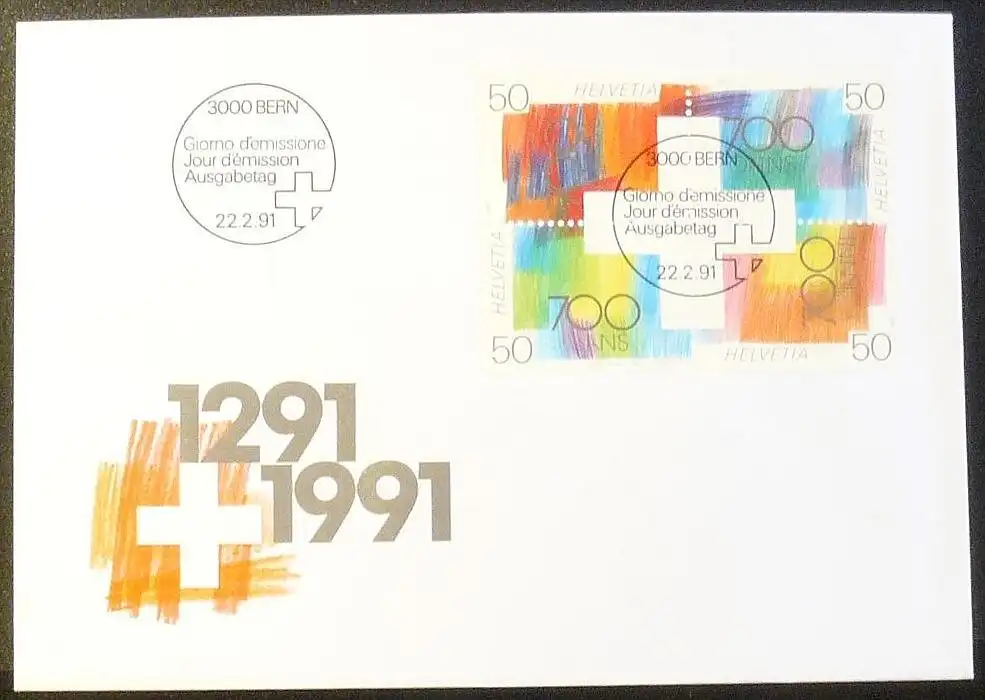 3000 BERN
Giorno d'emissione
Jour d'émission
Ausgabetag
22.2.91
50 HELVETIA 50
700
ANS
HELVETIA
3000 BERN
Giorno d'emissione
Jour d'émission
Ausgabetag
22.2.91
HELVETIA
700
700
ANS
50 HELVETIA 50
1291
1991